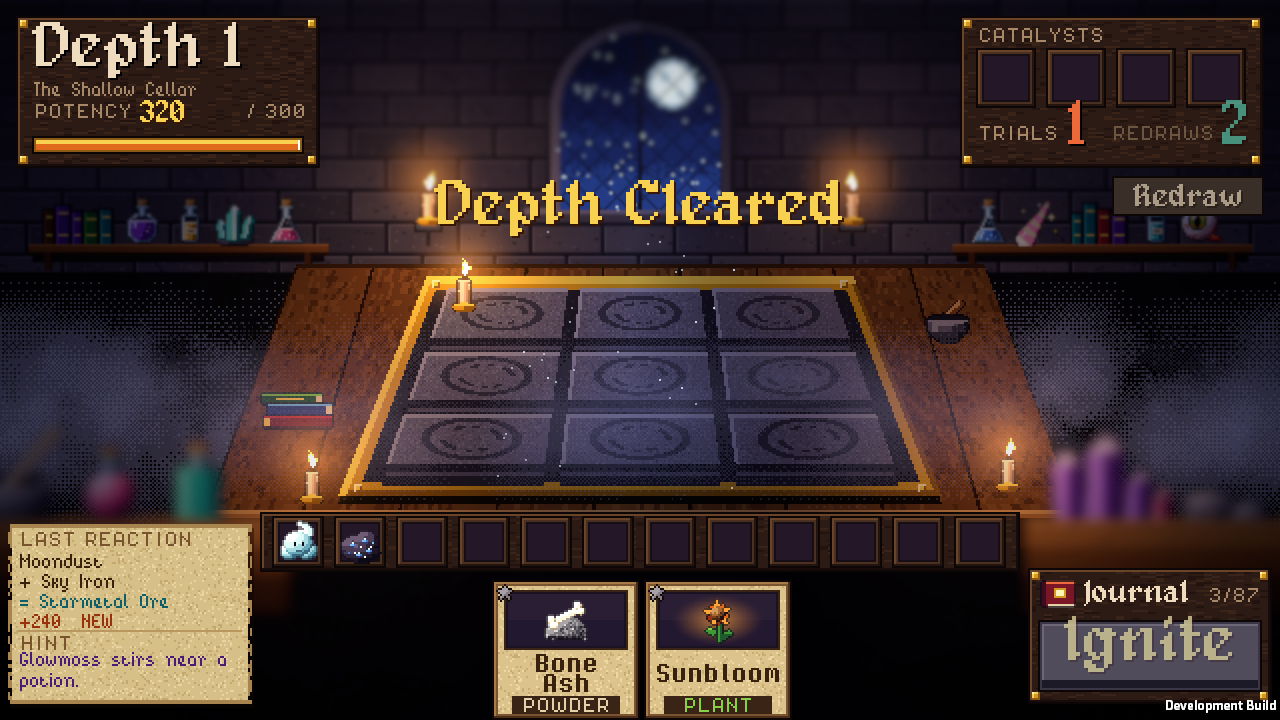 Depth 1
The Shallow Cellar
POTENCY 320 / 300
CATALYSTS
TRIALS 1 REDRAWS 2
Redraw
Depth Cleared
LAST REACTION
Moondust
+ Sky Iron
= Starmetal Ore
+240 NEW
HINT
Glowmoss stirs near a
potion.
Bone
Ash
POWDER
Sunbloom
PLANT
Journal 3/87
Ignite
Development Build